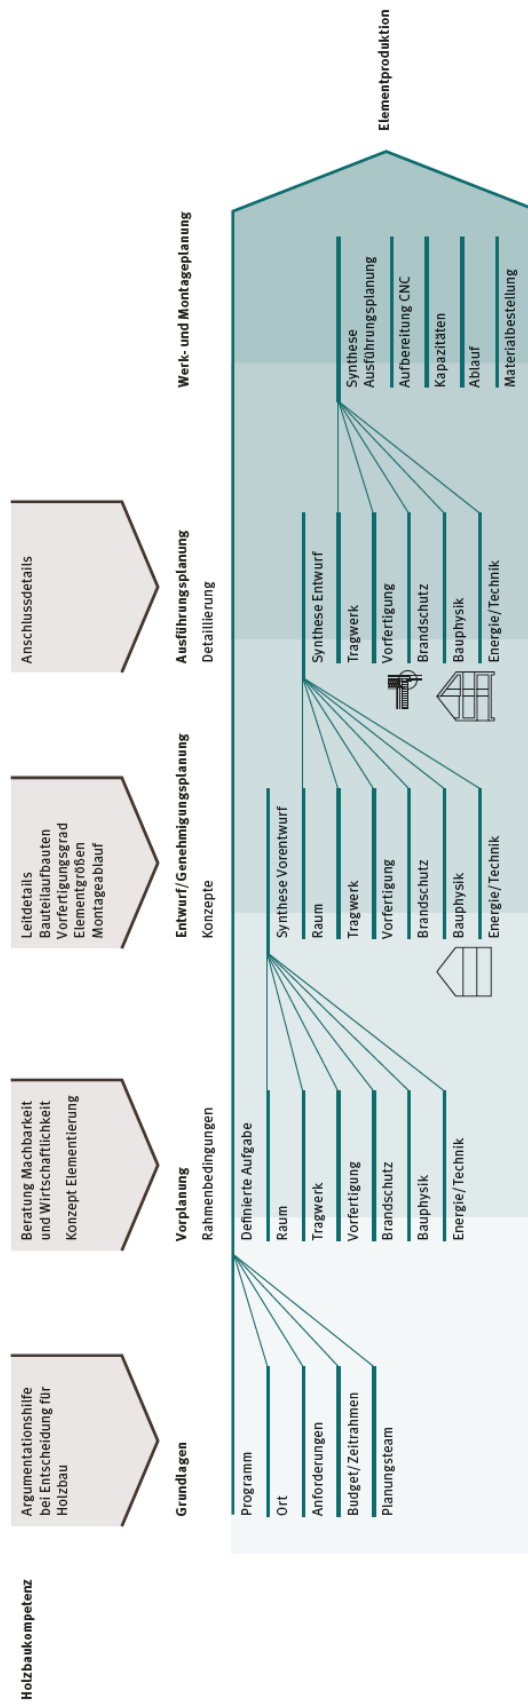 Holzbaukompetenz
Argumentationshilfe
bei Entscheidung für
Holzbau
Beratung Machbarkeit
und Wirtschaftlichkeit
Konzept Elementierung
Leitdetails
Bauteilaufbauten
Vorfertigungsgrad
Elementgrößen
Montageablauf
Anschlussdetails
Grundlagen
Vorplanung
Rahmenbedingungen
Entwurf/Genehmigungsplanung
Konzepte
Ausführungsplanung
Detaillierung
Werk- und Montageplanung
Elementproduktion
Programm
Ort
Anforderungen
Budget/Zeitrahmen
Planungsteam
Definierte Aufgabe
Raum
Tragwerk
Vorfertigung
Brandschutz
Bauphysik
Energie/Technik
Synthese Vorentwurf
Raum
Tragwerk
Vorfertigung
Brandschutz
Bauphysik
Energie/Technik
Synthese Entwurf
Tragwerk
Vorfertigung
Brandschutz
Bauphysik
Energie/Technik
Synthese
Ausführungsplanung
Aufbereitung CNC
Kapazitäten
Ablauf
Materialbestellung